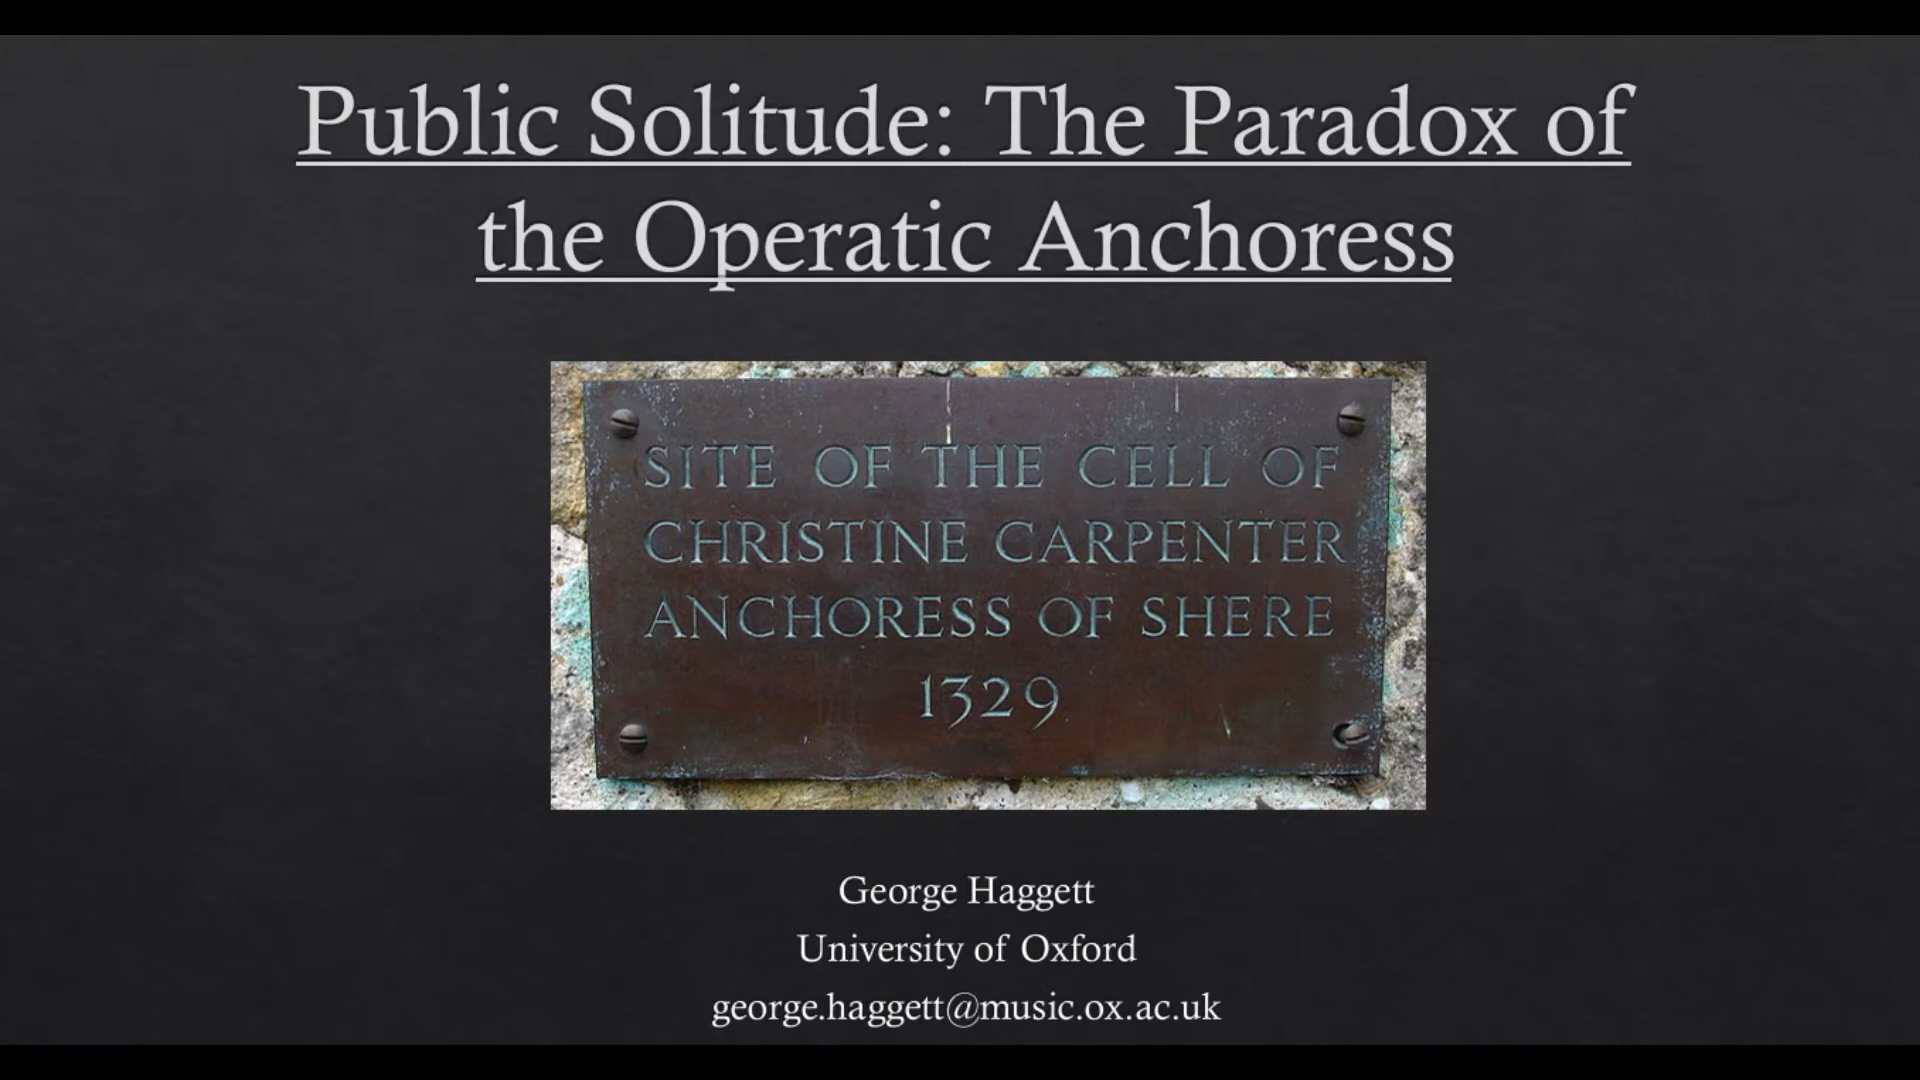 Public Solitude: The Paradox of
the Operatic Anchoress
SITE OF THE CELL OF
CHRISTINE CARPENTER
ANCHORESS OF SHERE
1329
George Haggett
University of Oxford
george.haggett@music.ox.ac.uk